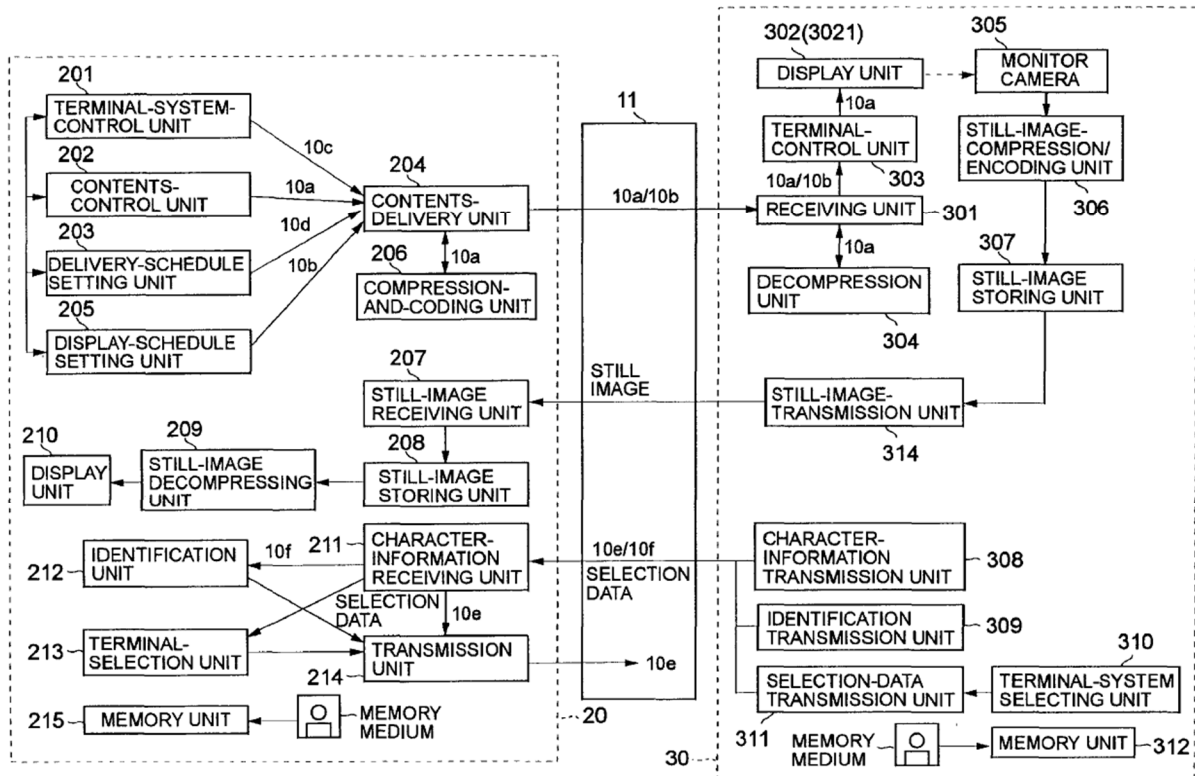 201
TERMINAL-SYSTEM-
CONTROL UNIT
202
CONTENTS-
CONTROL UNIT
203
DELIVERY-SCHEDULE
SETTING UNIT
205
DISPLAY-SCHEDULE
SETTING UNIT
10c
10a
10d
10b
204
CONTENTS-
DELIVERY UNIT
10a
206
COMPRESSION-
AND-CODING UNIT
207
STILL-IMAGE
RECEIVING UNIT
208
STILL-IMAGE
STORING UNIT
209
STILL-IMAGE
DECOMPRESSING
UNIT
210
DISPLAY
UNIT
211
CHARACTER-
INFORMATION
RECEIVING UNIT
10f
IDENTIFICATION
UNIT
212
SELECTION
DATA
10e
213
TERMINAL-
SELECTION UNIT
TRANSMISSION
UNIT
214
215
MEMORY UNIT
MEMORY
MEDIUM
20
11
10a/10b
STILL
IMAGE
10e/10f
SELECTION
DATA
10e
302(3021)
DISPLAY UNIT
10a
TERMINAL-
CONTROL UNIT
303
10a/10b
RECEIVING UNIT
301
10a
DECOMPRESSION
UNIT
304
305
MONITOR
CAMERA
STILL-IMAGE-
COMPRESSION/
ENCODING UNIT
306
307
STILL-IMAGE
STORING UNIT
STILL-IMAGE-
TRANSMISSION UNIT
314
CHARACTER-
INFORMATION
TRANSMISSION UNIT
308
IDENTIFICATION
TRANSMISSION UNIT
309
310
SELECTION-DATA
TRANSMISSION UNIT
311
TERMINAL-SYSTEM
SELECTING UNIT
MEMORY
MEDIUM
MEMORY UNIT
312
30